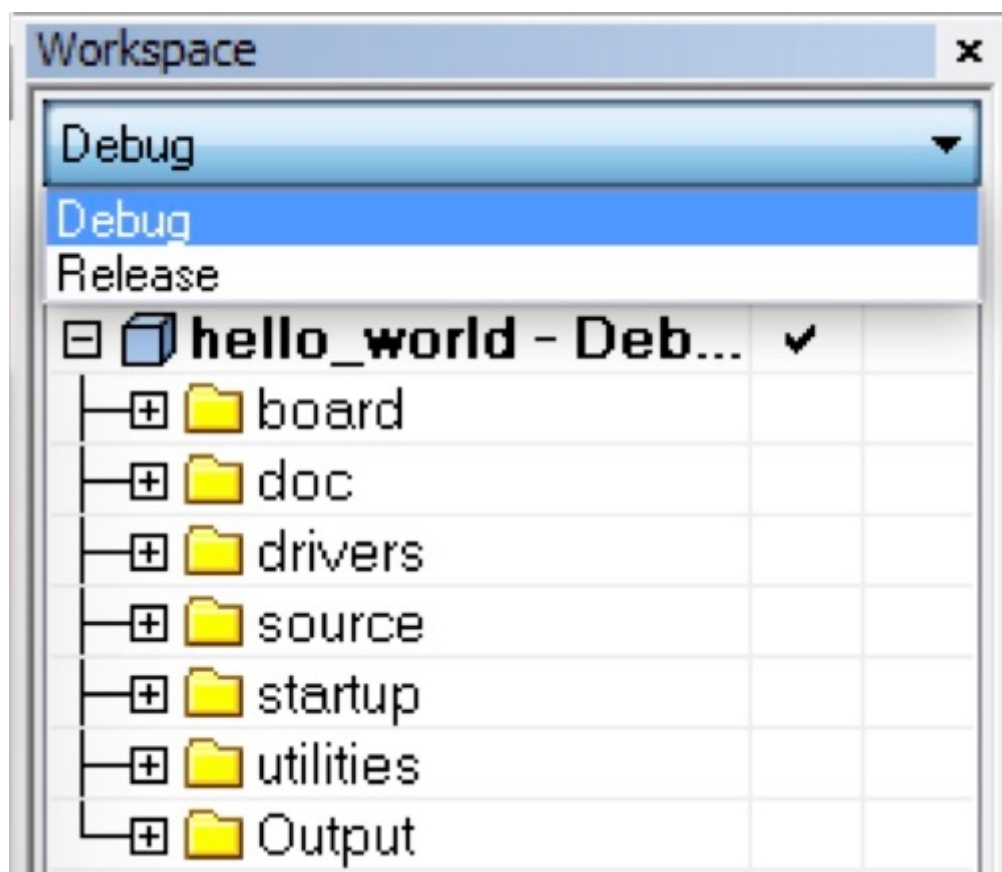 Workspace
Debug
Debug
Release
hello_world - Deb...
board
doc
drivers
source
startup
utilities
Output